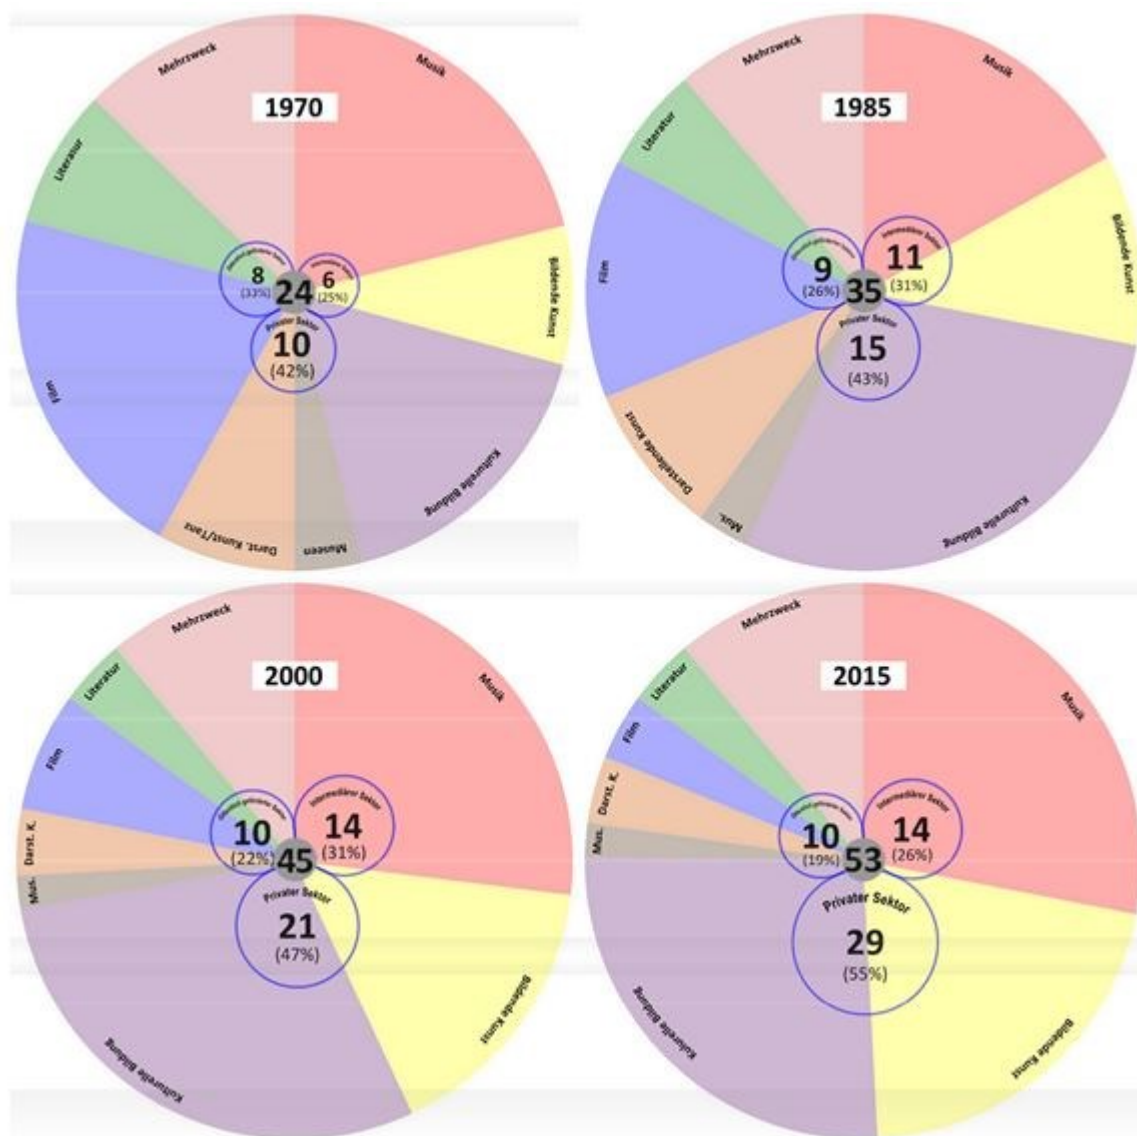 Mehrzweck
Musik
1970
Literatur
Bildende Kunst
Film
8
(33%)
Intermediärer Sektor
6
(25%)
24
Privater Sektor
10
(42%)
Kulturelle Bildung
Darst. Kunst/Tanz
Museen
Mehrzweck
Musik
1985
Literatur
Bildende Kunst
Film
9
(26%)
Intermediärer Sektor
11
(31%)
35
Privater Sektor
15
(43%)
Darstellende Kunst
Mus.
Kulturelle Bildung
Mehrzweck
2000
Literatur
Musik
Film
Darst. K.
Mus.
10
(22%)
Intermediärer Sektor
14
(31%)
45
Privater Sektor
21
(47%)
Bildende Kunst
Kulturelle Bildung
Mehrzweck
2015
Literatur
Musik
Film
Darst. K.
Mus.
10
(19%)
Intermediärer Sektor
14
(26%)
53
Privater Sektor
29
(55%)
Kulturelle Bildung
Bildende Kunst